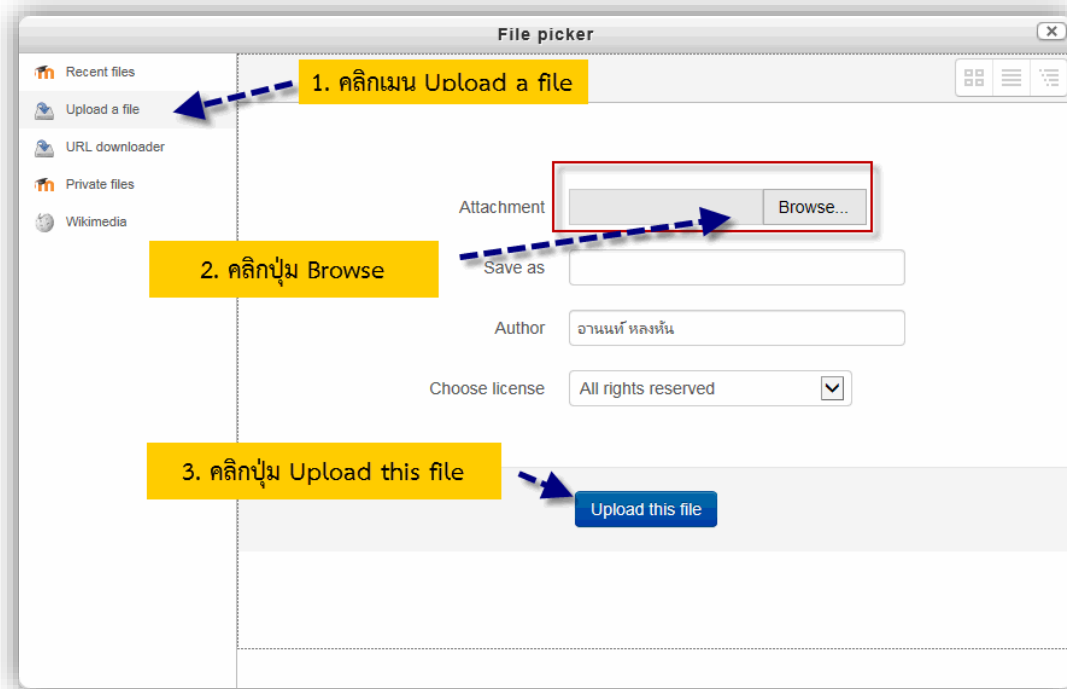 File picker
Recent files
1. คลิกเมนู Upload a file
Upload a file
URL downloader
Private files
Wikimedia
Attachment
Browse...
2. คลิกปุ่ม Browse
Save as
Author
อานนท์ หลงหัน
Choose license
All rights reserved
3. คลิกปุ่ม Upload this file
Upload this file